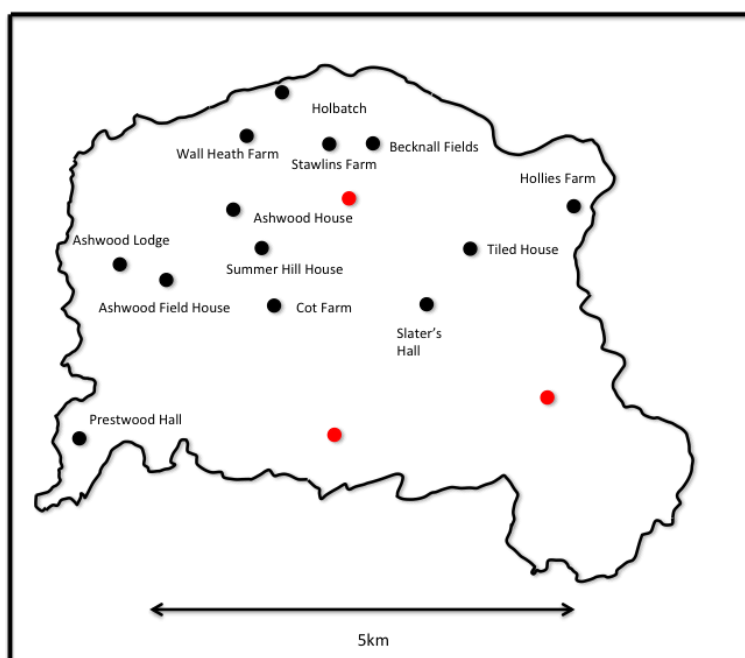 Holbatch
Wall Heath Farm
Stawlins Farm
Becknall Fields
Hollies Farm
Ashwood House
Ashwood Lodge
Tiled House
Summer Hill House
Ashwood Field House
Cot Farm
Slater's
Hall
Prestwood Hall
5km